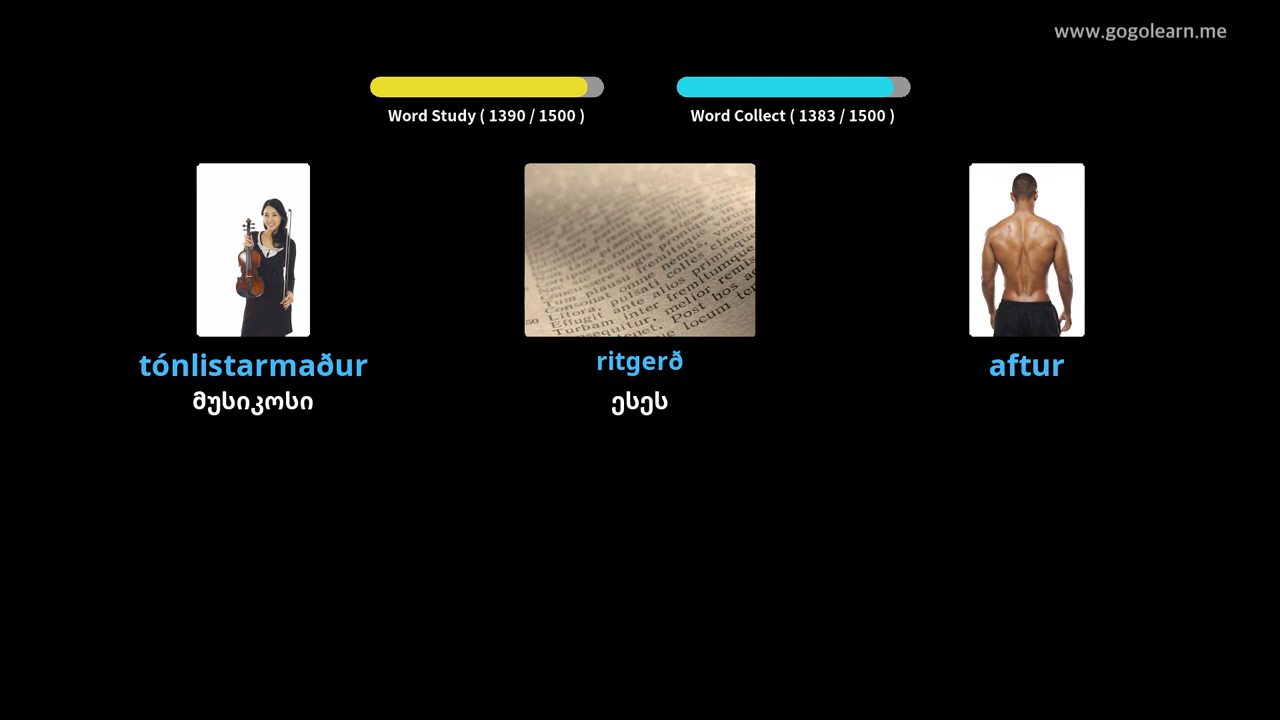 www.gogolearn.me
Word Study ( 1390 / 1500 )
Word Collect ( 1383 / 1500 )
tónlistarmaður
ritgerð
aftur
მუსიკოსი
ესეს